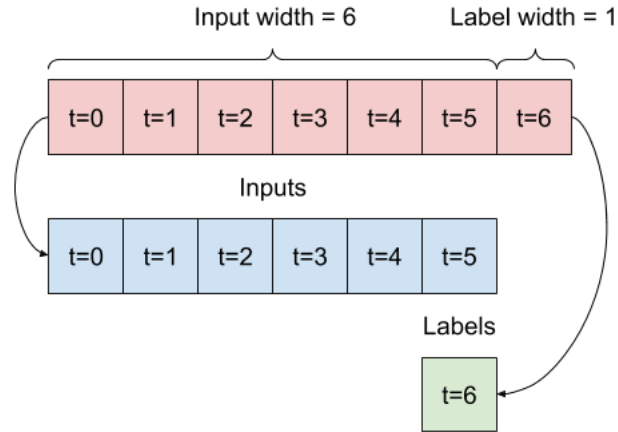 Input width = 6 Label width = 1
t=0 t=1 t=2 t=3 t=4 t=5 t=6
Inputs
t=0 t=1 t=2 t=3 t=4 t=5
Labels
t=6